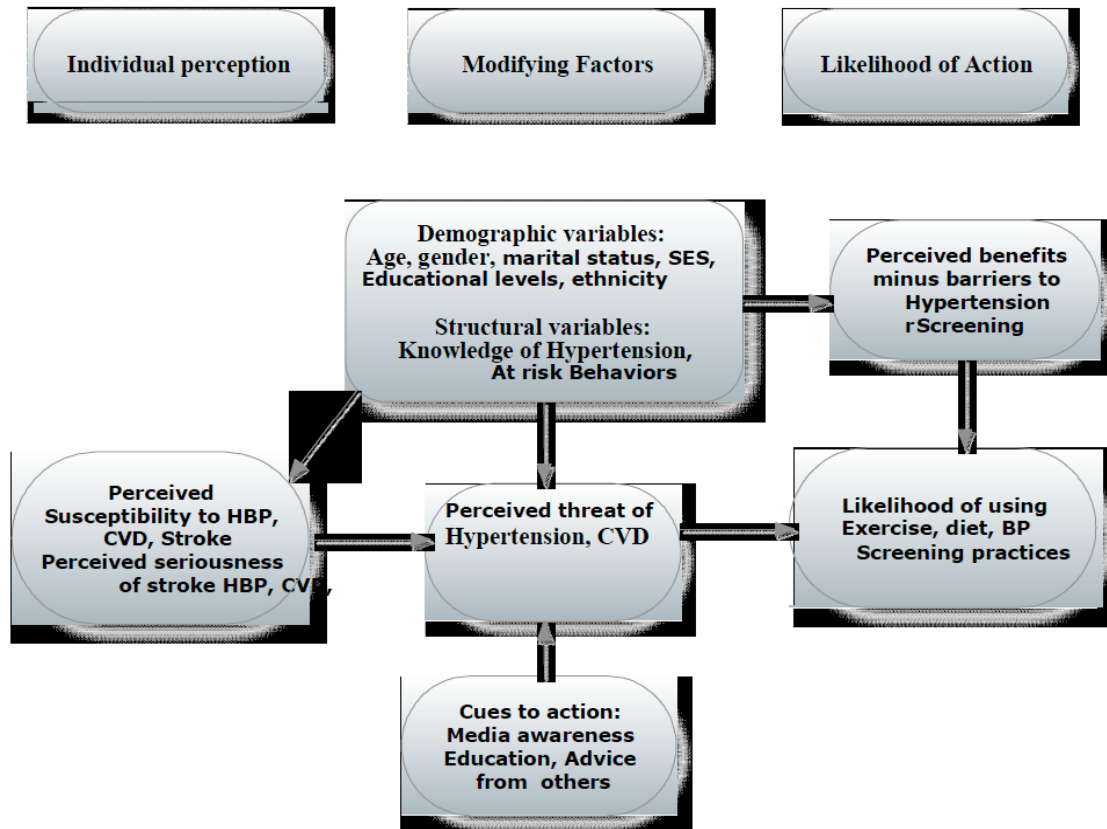 Individual perception
Modifying Factors
Likelihood of Action
Demographic variables:
Age, gender, marital status, SES,
Educational levels, ethnicity
Structural variables:
Knowledge of Hypertension,
At risk Behaviors
Perceived benefits
minus barriers to
Hypertension
rScreening
Perceived
Susceptibility to HBP,
CVD, Stroke
Perceived seriousness
of stroke HBP, CVD,
Perceived threat of
Hypertension, CVD
Likelihood of using
Exercise, diet, BP
Screening practices
Cues to action:
Media awareness
Education, Advice
from others